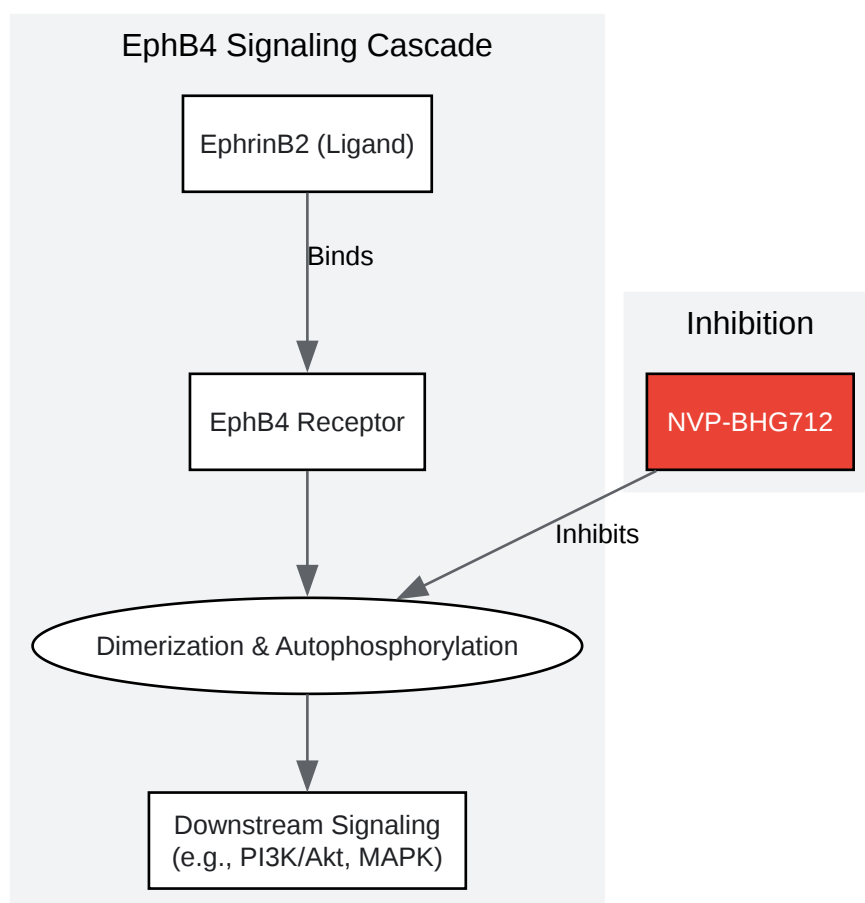 EphB4 Signaling Cascade
EphrinB2 (Ligand)
Binds
Inhibition
EphB4 Receptor
NVP-BHG712
Inhibits
Dimerization & Autophosphorylation
Downstream Signaling
(e.g., PI3K/Akt, MAPK)